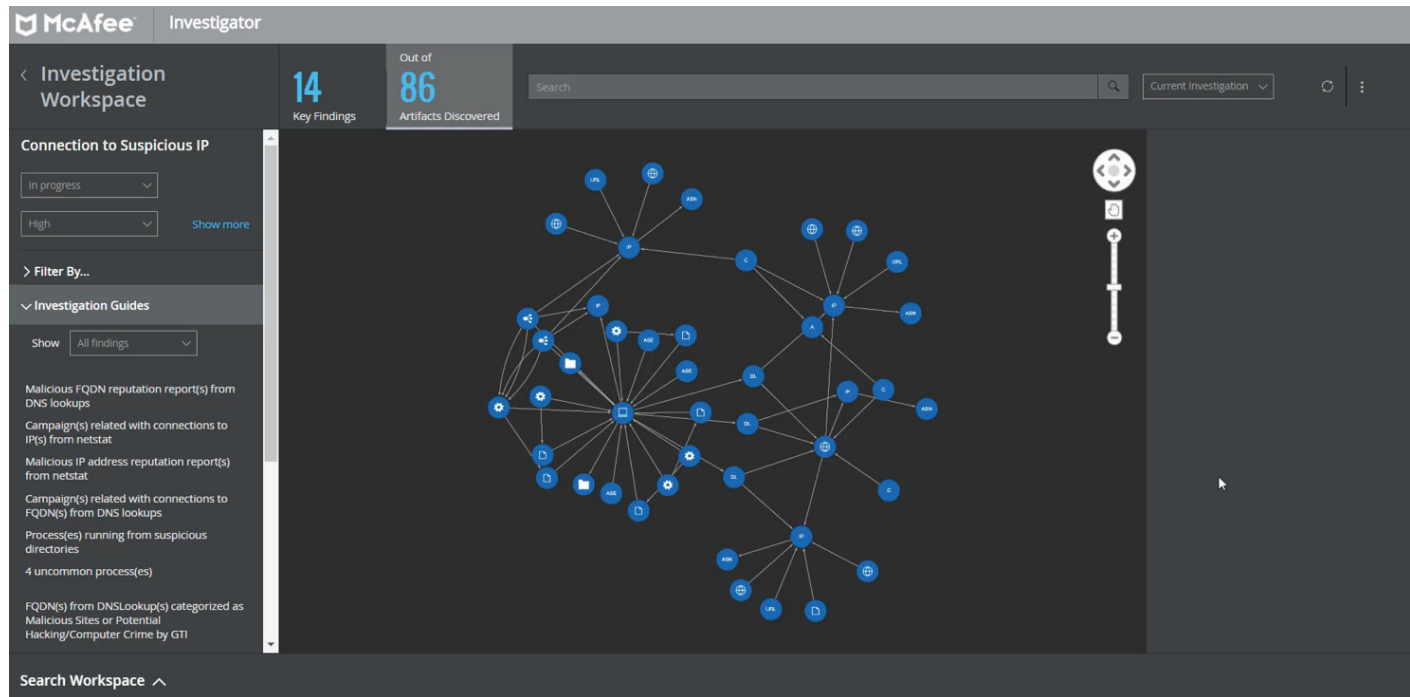 McAfee™ Investigator
Investigation
Workspace
14
Key Findings
Out of
86
Artifacts Discovered
Search
Current Investigation
Connection to Suspicious IP
In progress
High
Show more
Filter By...
Investigation Guides
Show All findings
Malicious FQDN reputation report(s) from
DNS lookups
Campaign(s) related with connections to
IP(s) from netstat
Malicious IP address reputation report(s)
from netstat
Campaign(s) related with connections to
FQDN(s) from DNS lookups
Process(es) running from suspicious
directories
4 uncommon process(es)
FQDN(s) from DNSLookup(s) categorized as
Malicious Sites or Potential
Hacking/Computer Crime by GTI
URL
ASN
IP
C
URL
IP
ASN
IP
A
ASE
ASE
DL
IP
C
ASN
DL
DL
C
ASE
IP
ASN
URL
Search Workspace